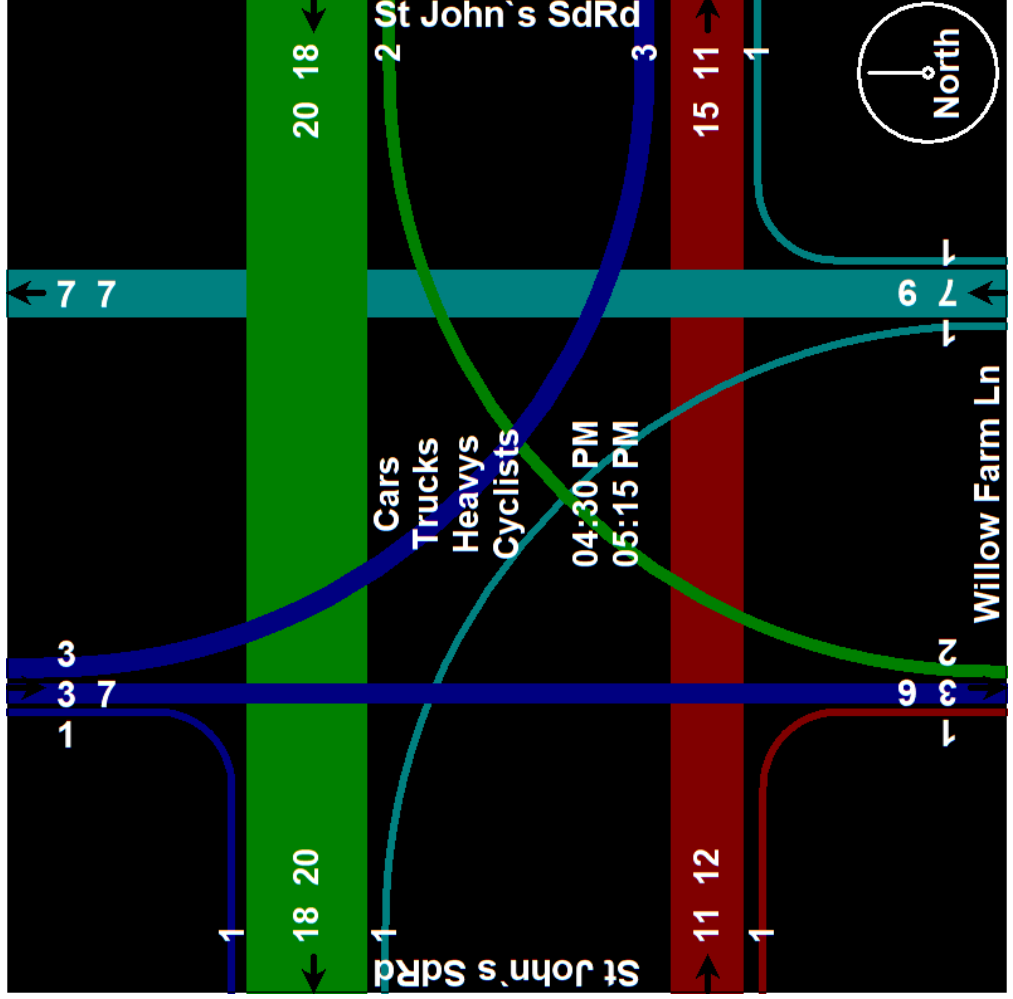 St John`s SdRd
20 18
2
3
15 11
1
North
7 7
9 7
1
1
Cars
Trucks
Heavys
Cyclists
04:30 PM
05:15 PM
Willow Farm Ln
3
3 7
1
2
6 3
1
1
18 20
1
11 12
1
St John`s SdRd